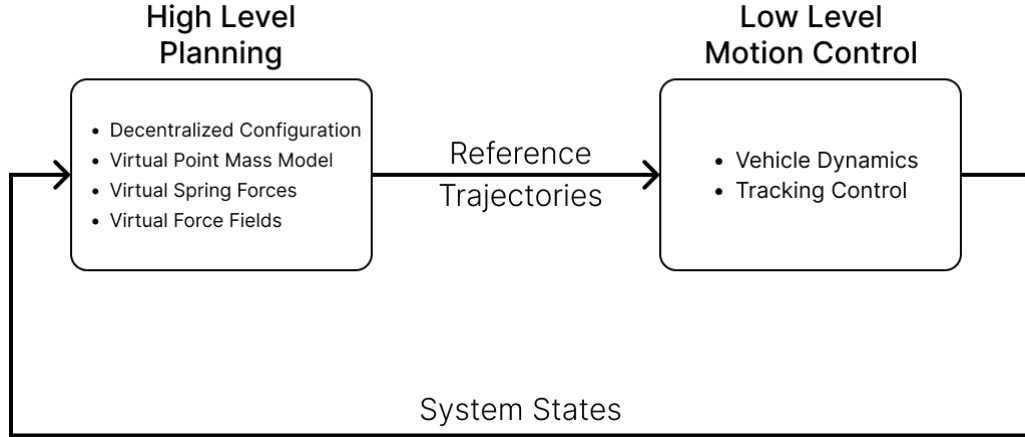 High Level
Planning
• Decentralized Configuration
• Virtual Point Mass Model
• Virtual Spring Forces
• Virtual Force Fields
Reference
Trajectories
Low Level
Motion Control
• Vehicle Dynamics
• Tracking Control
System States